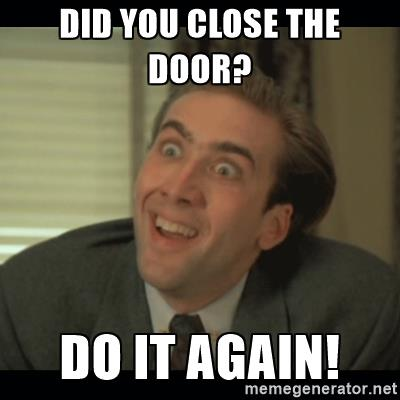 DID YOU CLOSE THE
DOOR?
DO IT AGAIN!
memegenerator.net